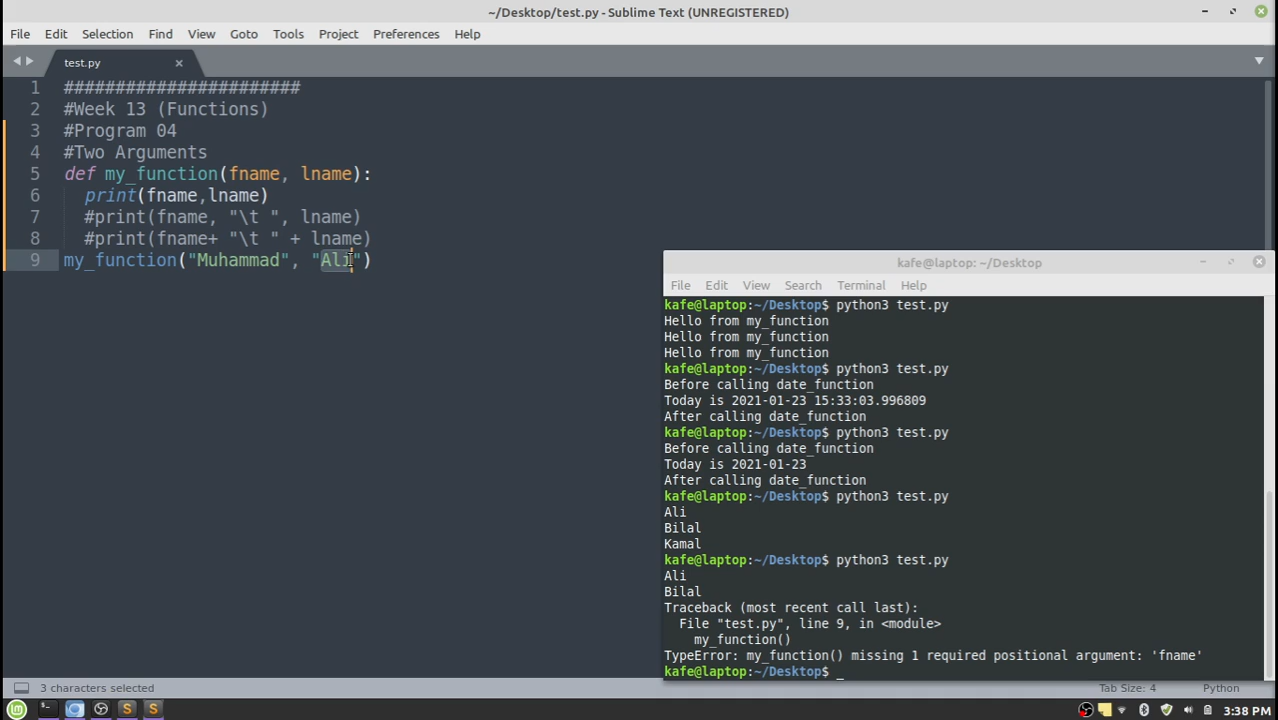 ~/Desktop/test.py - Sublime Text (UNREGISTERED)
File Edit Selection Find View Goto Tools Project Preferences Help
test.py
1 #######################
2 #Week 13 (Functions)
3 #Program 04
4 #Two Arguments
5 def my_function(fname, lname):
6 print(fname,lname)
7 #print(fname, "\t ", lname)
8 #print(fname+ "\t " + lname)
9 my_function("Muhammad", "Ali")
kafe@laptop: ~/Desktop
File Edit View Search Terminal Help
kafe@laptop:~/Desktop$ python3 test.py
Hello from my_function
Hello from my_function
Hello from my_function
kafe@laptop:~/Desktop$ python3 test.py
Before calling date_function
Today is 2021-01-23 15:33:03.996809
After calling date_function
kafe@laptop:~/Desktop$ python3 test.py
Before calling date_function
Today is 2021-01-23
After calling date_function
kafe@laptop:~/Desktop$ python3 test.py
Ali
Bilal
Kamal
kafe@laptop:~/Desktop$ python3 test.py
Ali
Bilal
Traceback (most recent call last):
File "test.py", line 9, in <module>
my_function()
TypeError: my_function() missing 1 required positional argument: 'fname'
kafe@laptop:~/Desktop$ _
3 characters selected
Tab Size: 4 Python
3:38 PM